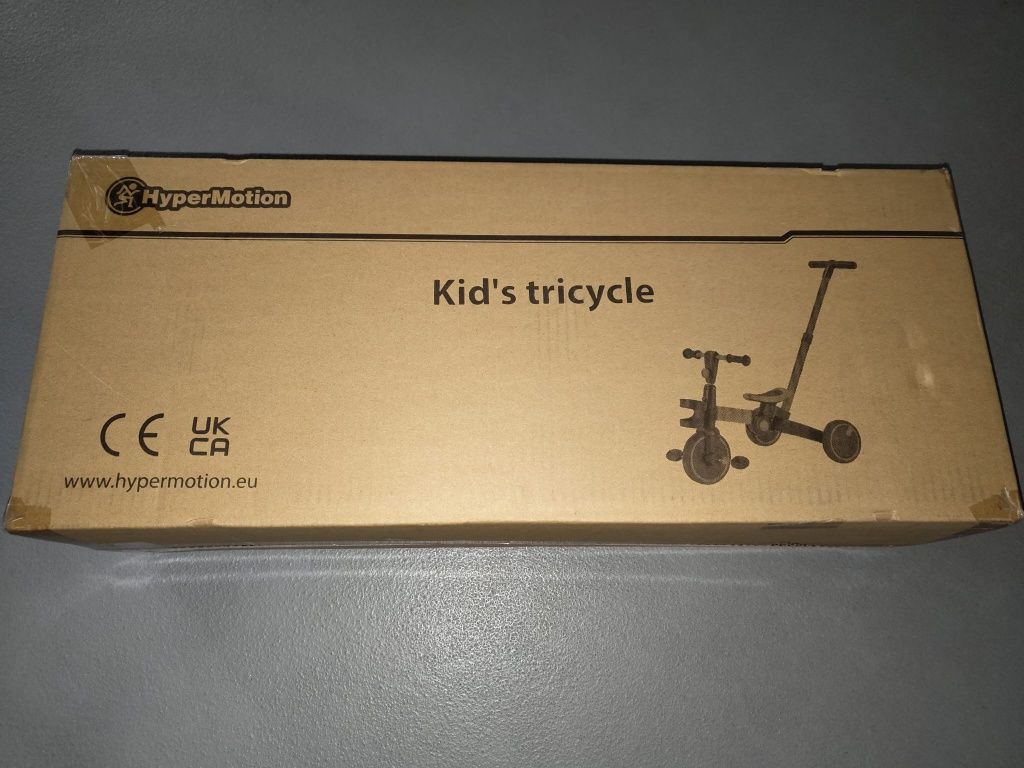 HyperMotion
Kid's tricycle
CE UK
CA
www.hypermotion.eu